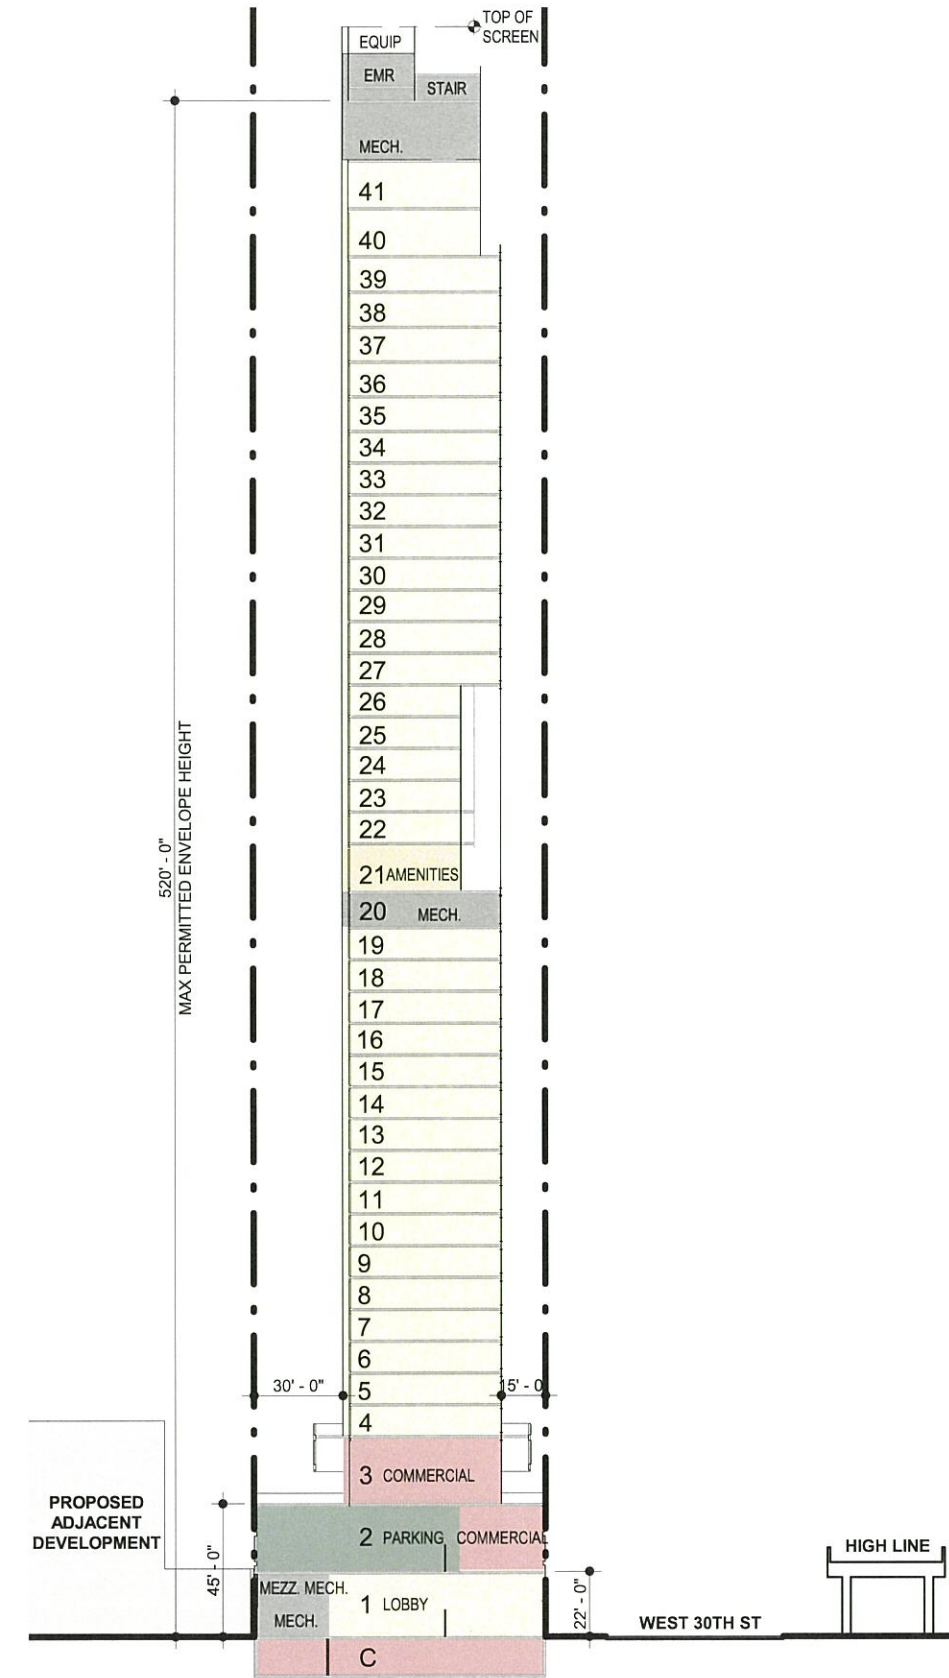 TOP OF
SCREEN
EQUIP
EMR
STAIR
MECH.
41
40
39
38
37
36
35
34
33
32
31
30
29
28
27
26
25
24
23
22
21 AMENITIES
20 MECH.
19
18
17
16
15
14
13
12
11
10
9
8
7
6
5
4
3 COMMERCIAL
2 PARKING COMMERCIAL
MEZZ. MECH.
MECH.
1 LOBBY
C
520' - 0"
MAX PERMITTED ENVELOPE HEIGHT
30' - 0"
15' - 0
45' - 0"
22' - 0"
PROPOSED
ADJACENT
DEVELOPMENT
WEST 30TH ST
HIGH LINE